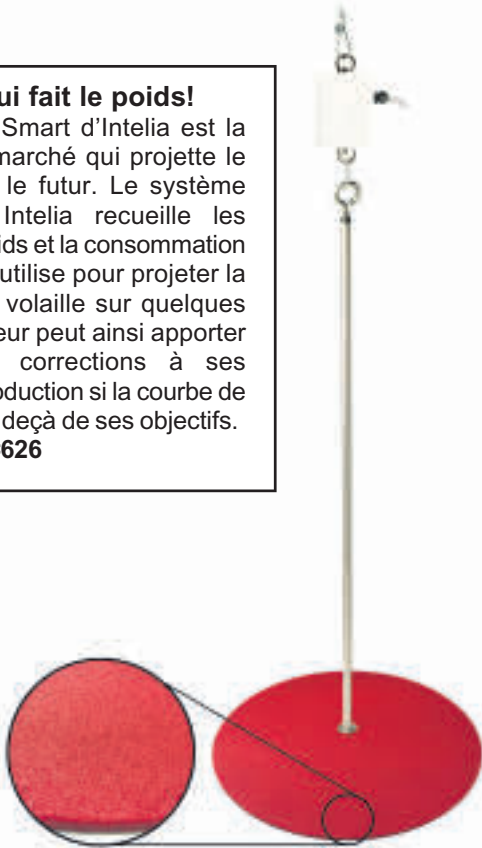 ui fait le poids!
Smart d'Intelia est la
marché qui projette le
le futur. Le système
Intelia recueille les
ids et la consommation
utilise pour projeter la
volaille sur quelques
eur peut ainsi apporter
corrections à ses
oduction si la courbe de
deçà de ses objectifs.
626